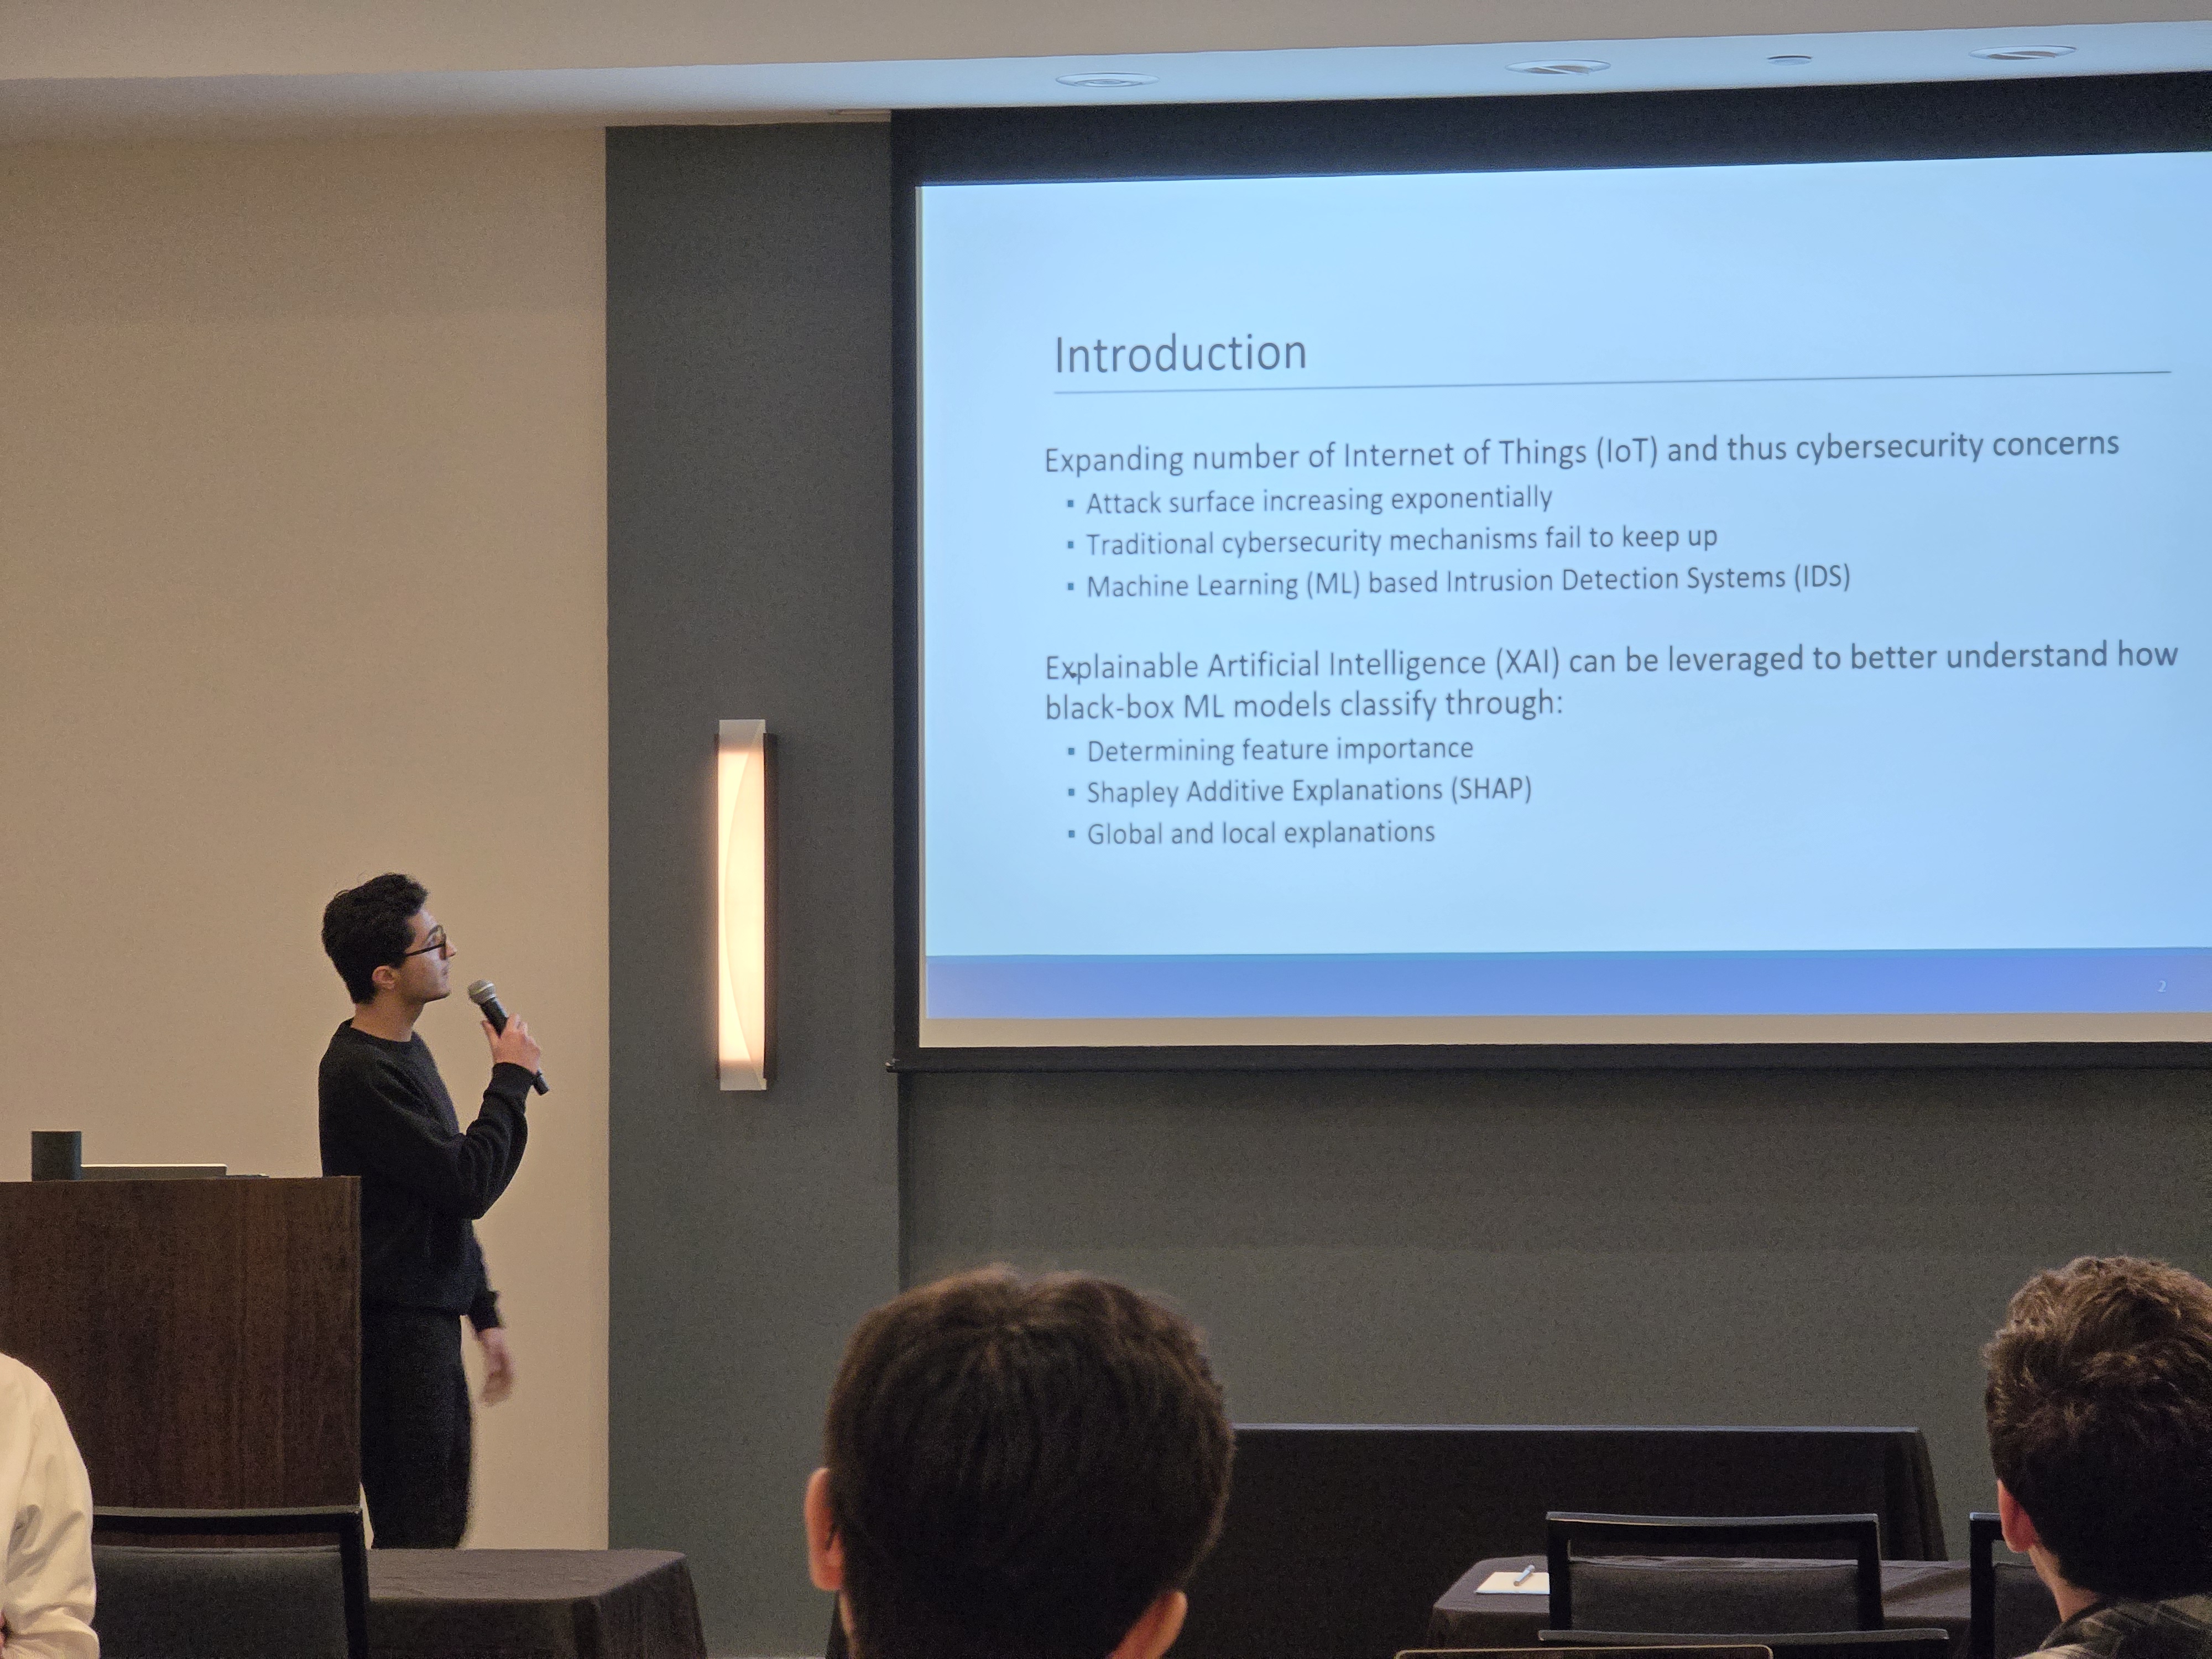 Introduction
Expanding number of Internet of Things (IoT) and thus cybersecurity concerns
▪ Attack surface increasing exponentially
▪ Traditional cybersecurity mechanisms fail to keep up
▪ Machine Learning (ML) based Intrusion Detection Systems (IDS)
Explainable Artificial Intelligence (XAI) can be leveraged to better understand how
black-box ML models classify through:
▪ Determining feature importance
▪ Shapley Additive Explanations (SHAP)
▪ Global and local explanations
2